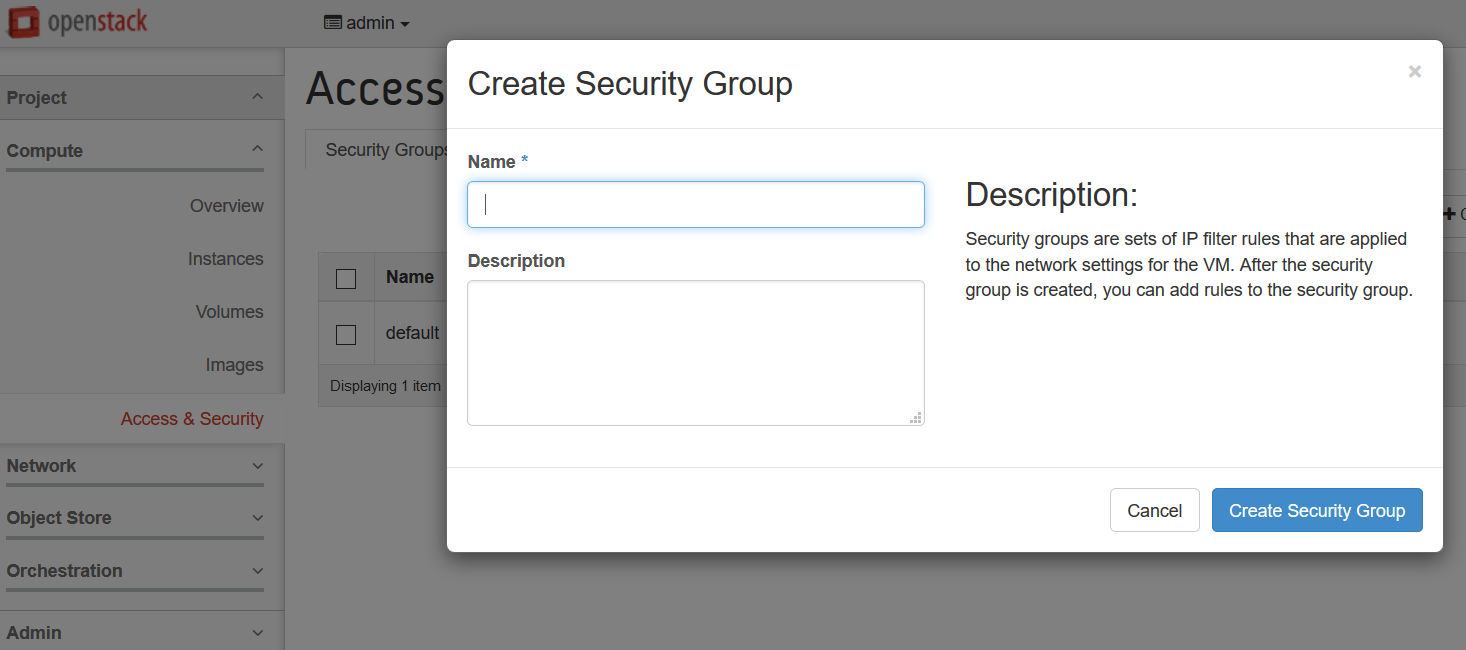 openstack
admin
Project
Compute
Overview
Instances
Volumes
Images
Access & Security
Network
Object Store
Orchestration
Admin
Access
Security Groups
Name
default
Displaying 1 item
Create Security Group
×
Name *
Description
Description:
Security groups are sets of IP filter rules that are applied
to the network settings for the VM. After the security
group is created, you can add rules to the security group.
Cancel
Create Security Group